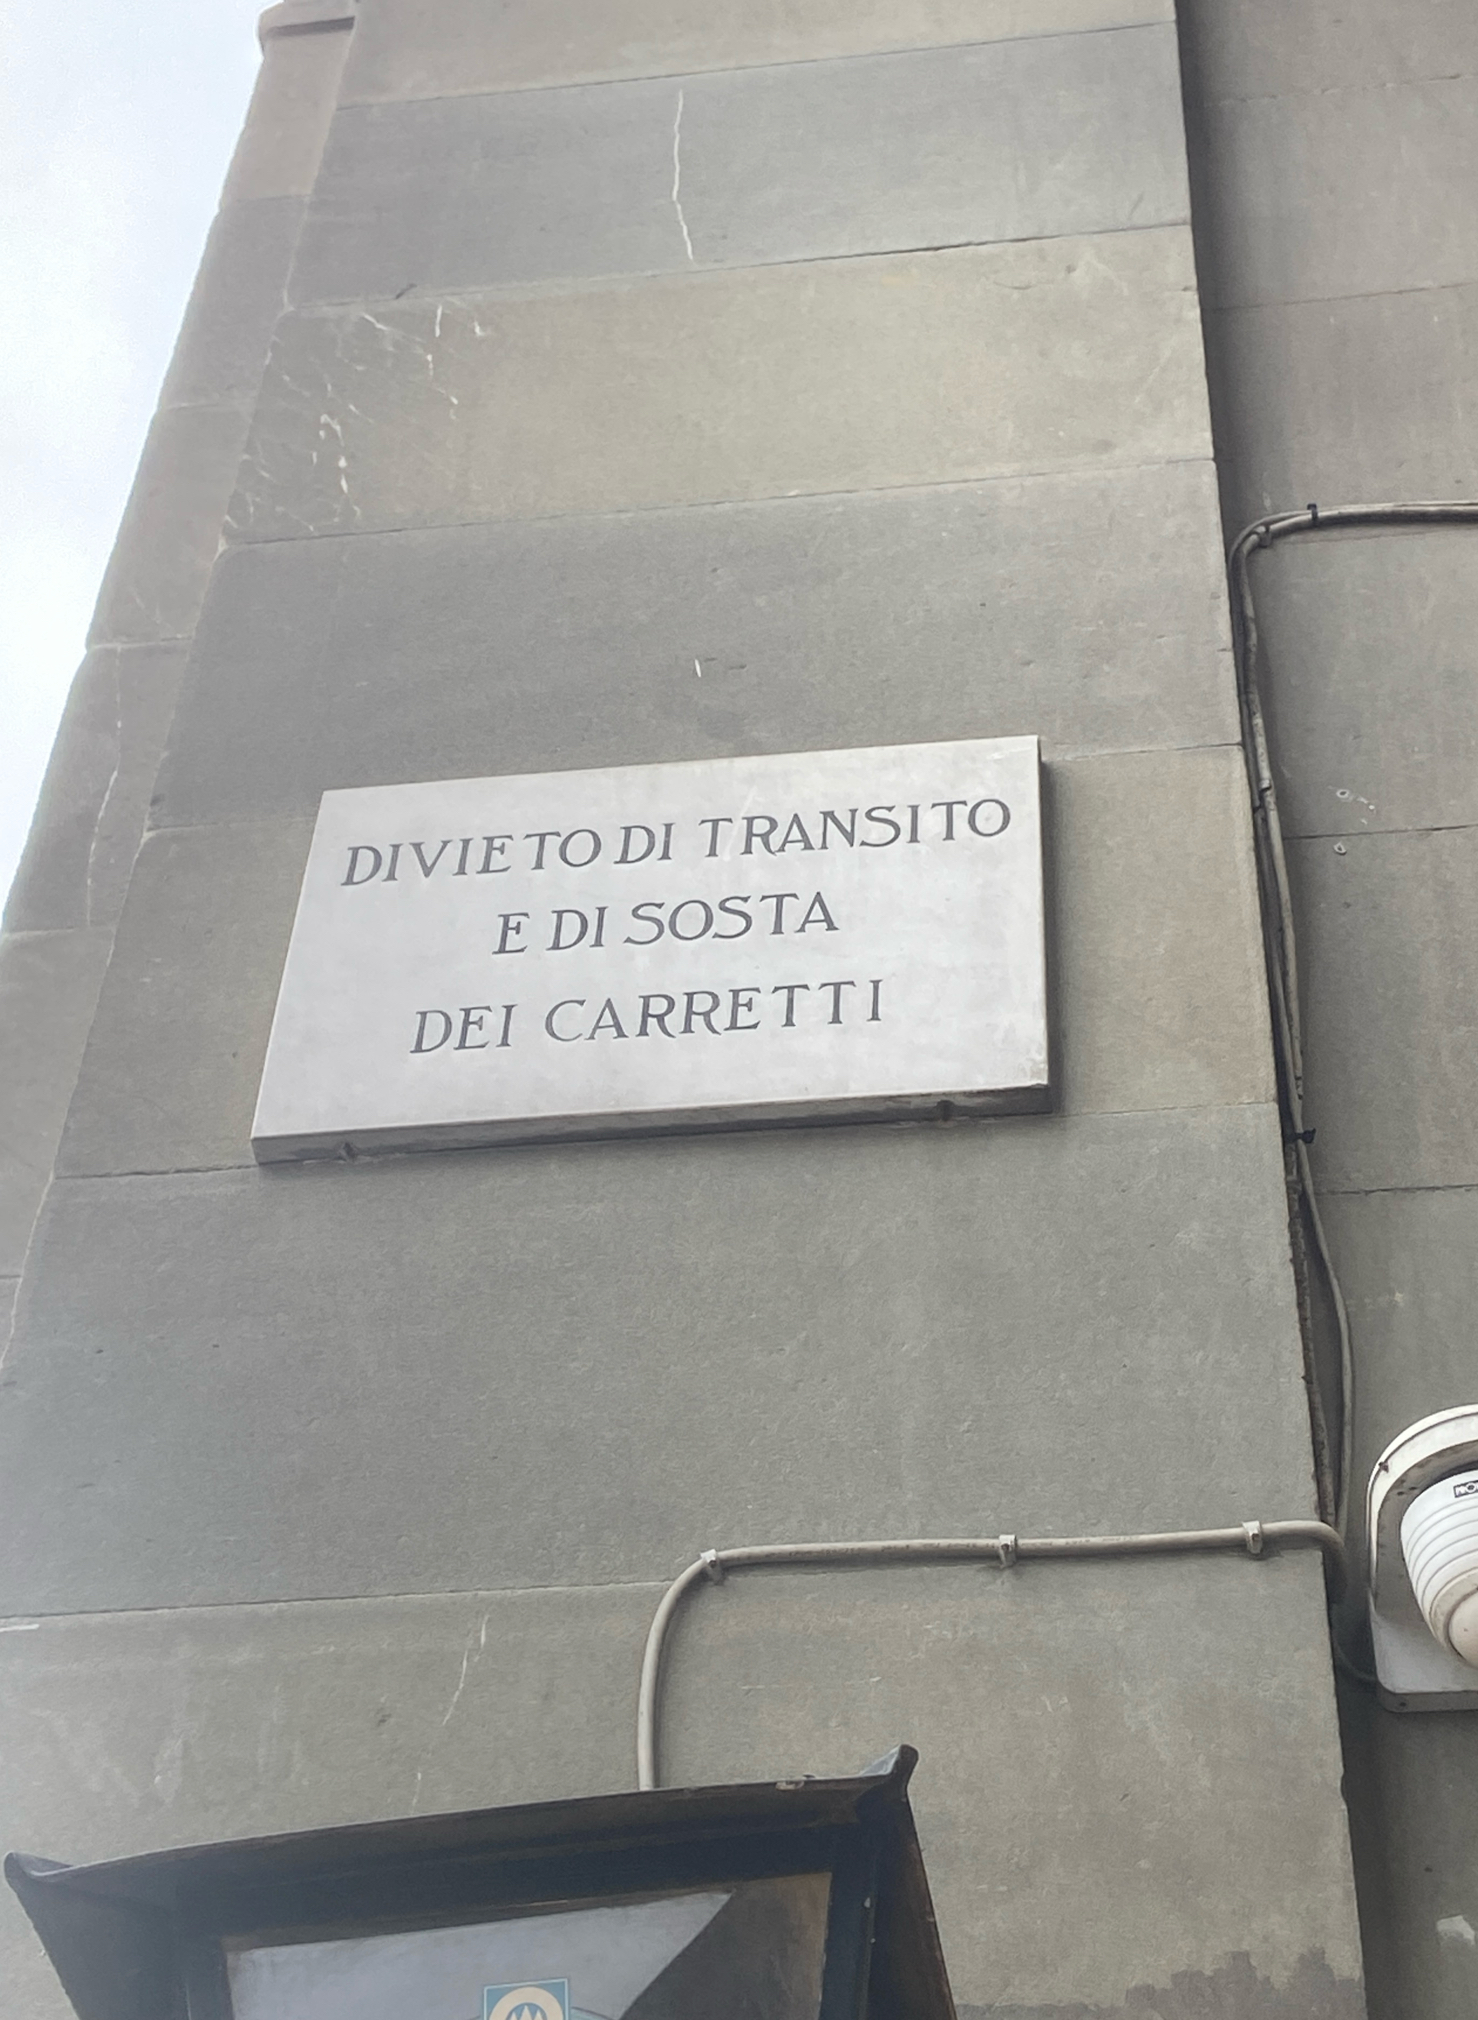 DIVIETO DI TRANSITO
E DI SOSTA
DEI CARRETTI